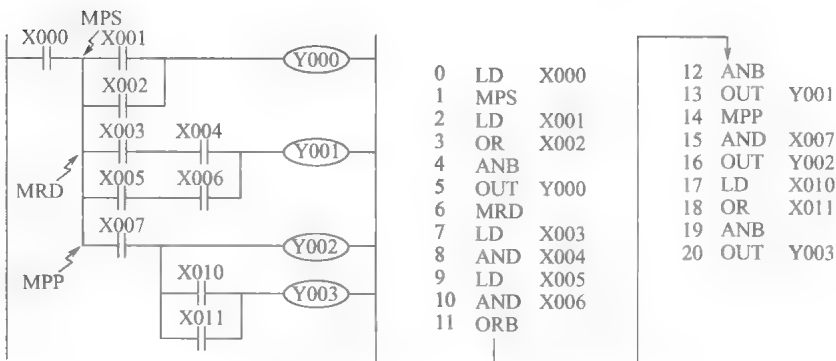 MPS
X000 X001
Y000
X002
X003 X004
Y001
MRD
X005 X006
X007
Y002
MPP
X010
Y003
X011
0 LD X000
1 MPS
2 LD X001
3 OR X002
4 ANB
5 OUT Y000
6 MRD
7 LD X003
8 AND X004
9 LD X005
10 AND X006
11 ORB
12 ANB
13 OUT Y001
14 MPP
15 AND X007
16 OUT Y002
17 LD X010
18 OR X011
19 ANB
20 OUT Y003